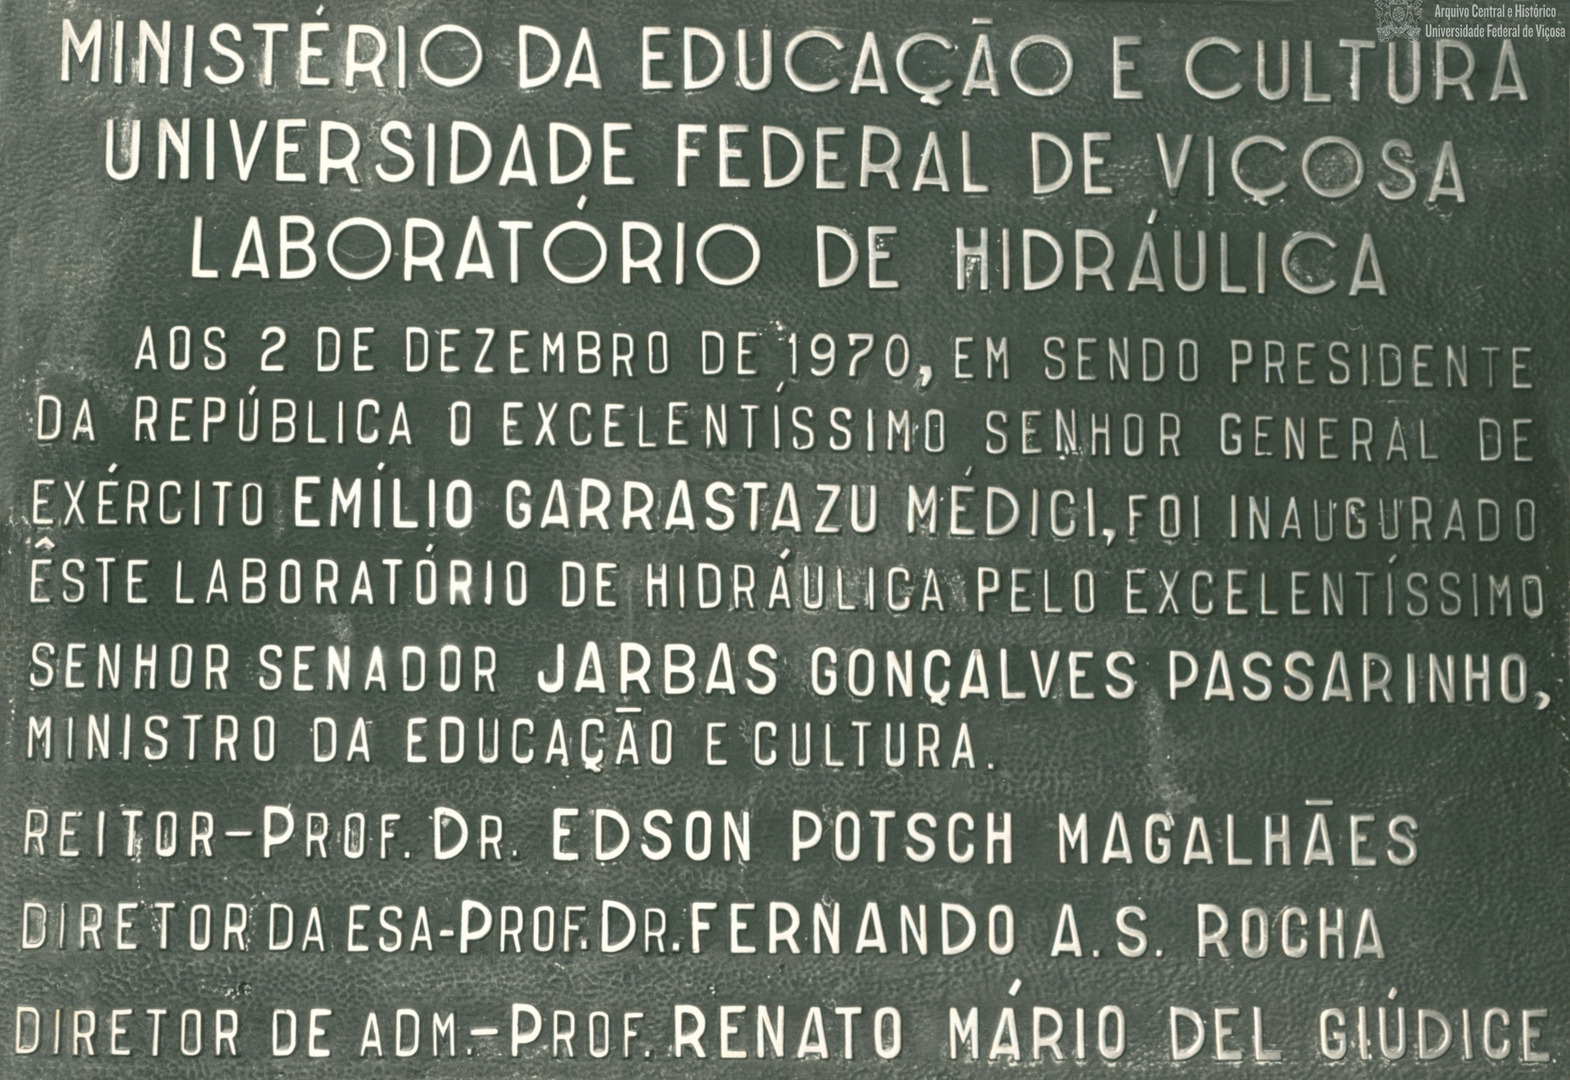 Arquivo Central e Histórico
Universidade Federal de Viçosa
MINISTÉRIO DA EDUCAÇÃO E CULTURA
UNIVERSIDADE FEDERAL DE VIÇOSA
LABORATÓRIO DE HIDRÁULICA
AOS 2 DE DEZEMBRO DE 1970, EM SENDO PRESIDENTE
DA REPÚBLICA O EXCELENTÍSSIMO SENHOR GENERAL DE
EXÉRCITO EMÍLIO GARRASTAZU MÉDICI, FOI INAUGURADO
ÊSTE LABORATÓRIO DE HIDRÁULICA PELO EXCELENTÍSSIMO
SENHOR SENADOR JARBAS GONÇALVES PASSARINHO,
MINISTRO DA EDUCAÇÃO E CULTURA.
REITOR-PROF. DR. EDSON POTSCH MAGALHÃES
DIRETOR DA ESA-PROF. DR. FERNANDO A. S. ROCHA
DIRETOR DE ADM.-PROF. RENATO MÁRIO DEL GIÚDICE.